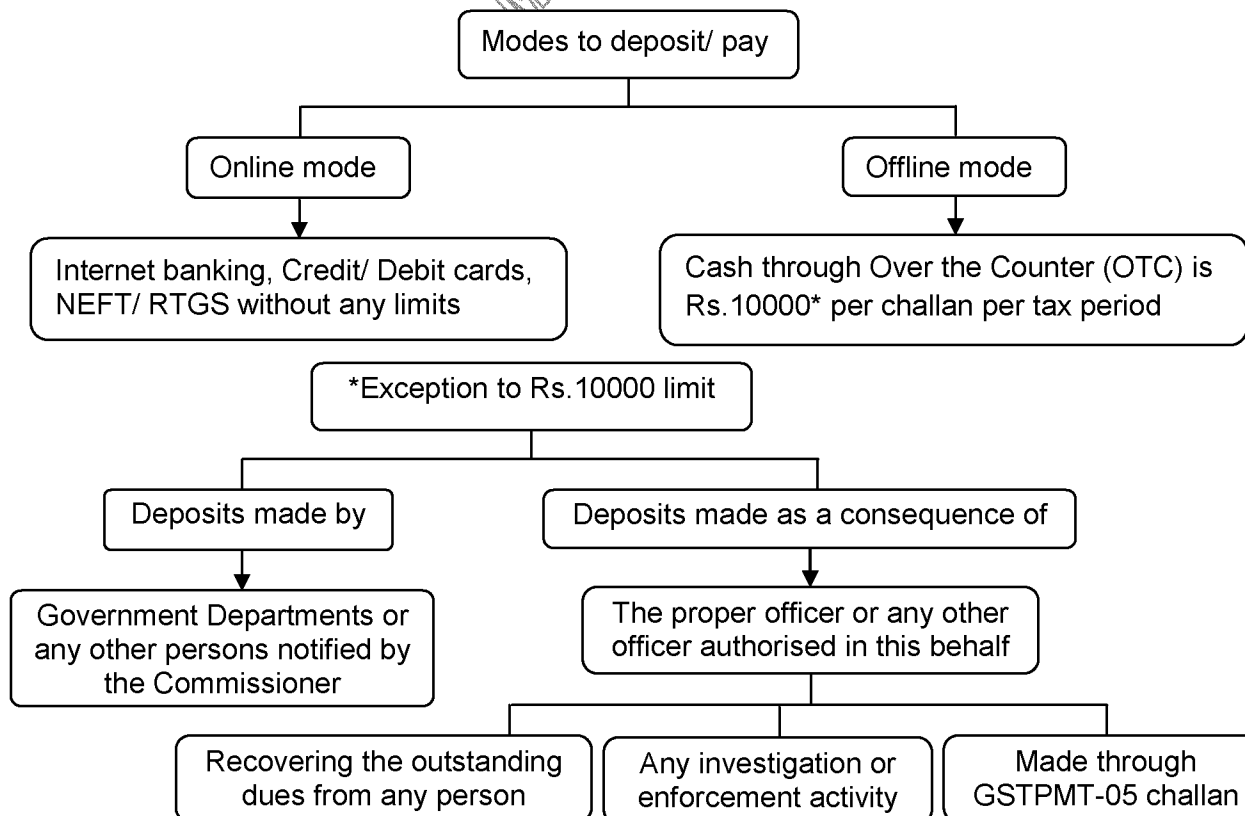 Modes to deposit/ pay
Online mode
Offline mode
Internet banking, Credit/ Debit cards,
NEFT/ RTGS without any limits
Cash through Over the Counter (OTC) is
Rs.10000* per challan per tax period
*Exception to Rs.10000 limit
Deposits made by
Deposits made as a consequence of
Government Departments or
any other persons notified by
the Commissioner
The proper officer or any other
officer authorised in this behalf
Recovering the outstanding
dues from any person
Any investigation or
enforcement activity
Made through
GSTPMT-05 challan